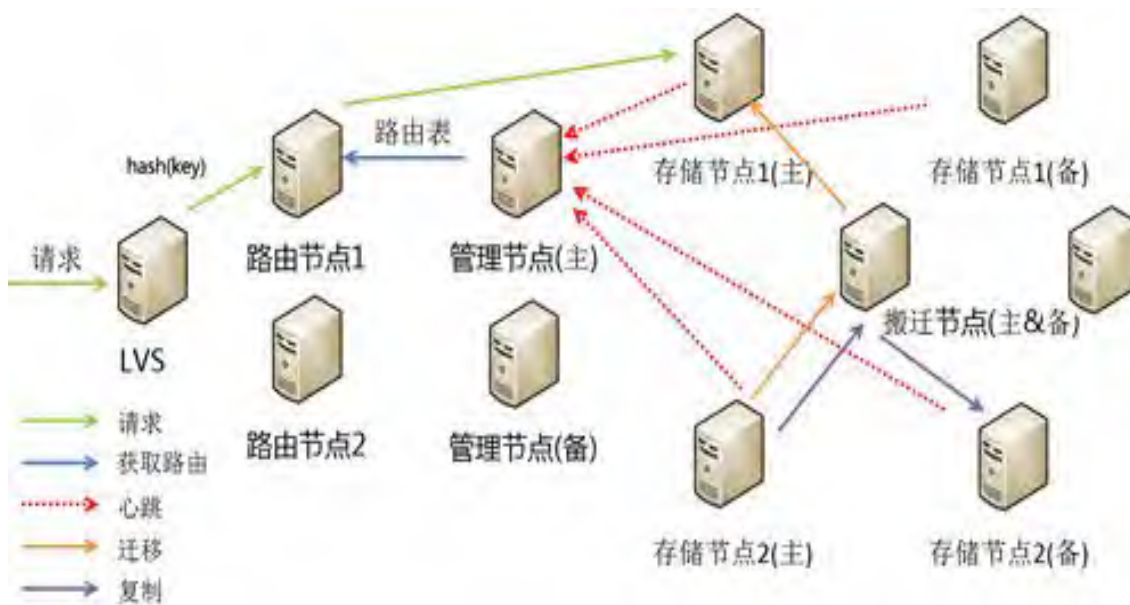 路由表
hash(key)
存储节点1(主)
存储节点1(备)
请求
路由节点1
管理节点(主)
搬迁节点(主&备)
LVS
请求
路由节点2
管理节点(备)
获取路由
心跳
迁移
存储节点2(主)
存储节点2(备)
复制